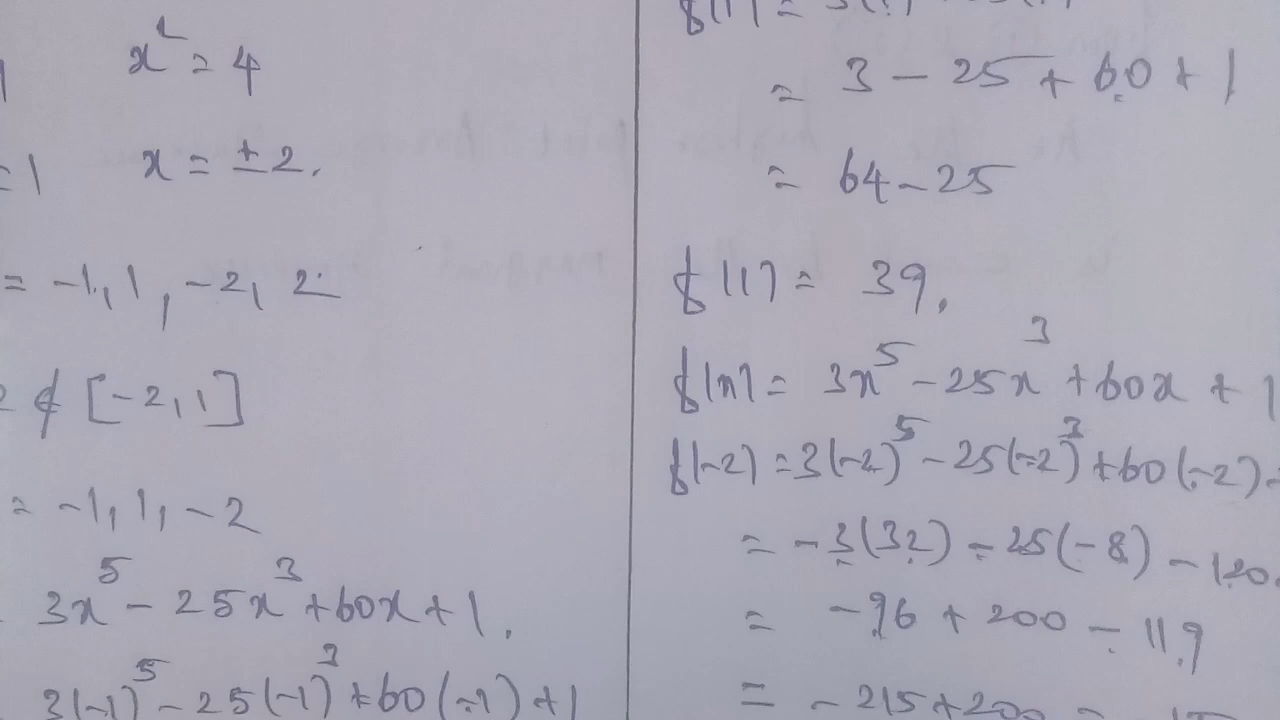 x² = 4
= 1 x = ± 2.
= -1, 1, -2, 2
2 ∉ [-2, 1]
= -1, 1, -2
3x⁵ - 25x³ + 60x + 1.
3(-1)⁵ - 25(-1)³ + 60(-1) + 1
= 3 - 25 + 60 + 1
= 64 - 25
f(1) = 39.
f(x) = 3x⁵ - 25x³ + 60x + 1
f(-2) = 3(-2)⁵ - 25(-2)³ + 60(-2)
= -3(32) - 25(-8) - 120
= -96 + 200 - 119
= -215 + 200 =